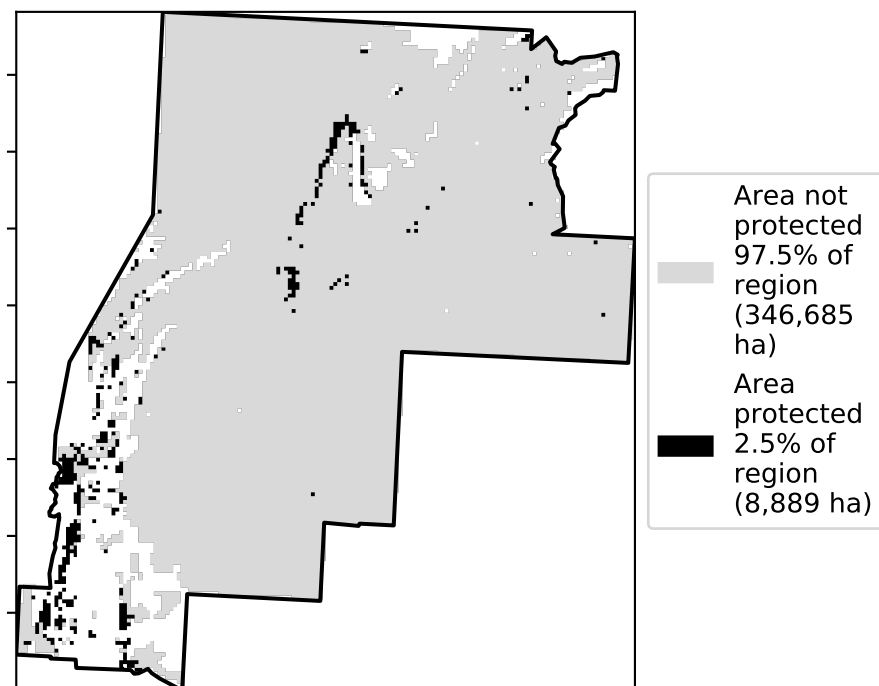 Area not
protected
97.5% of
region
(346,685
ha)
Area
protected
2.5% of
region
(8,889 ha)